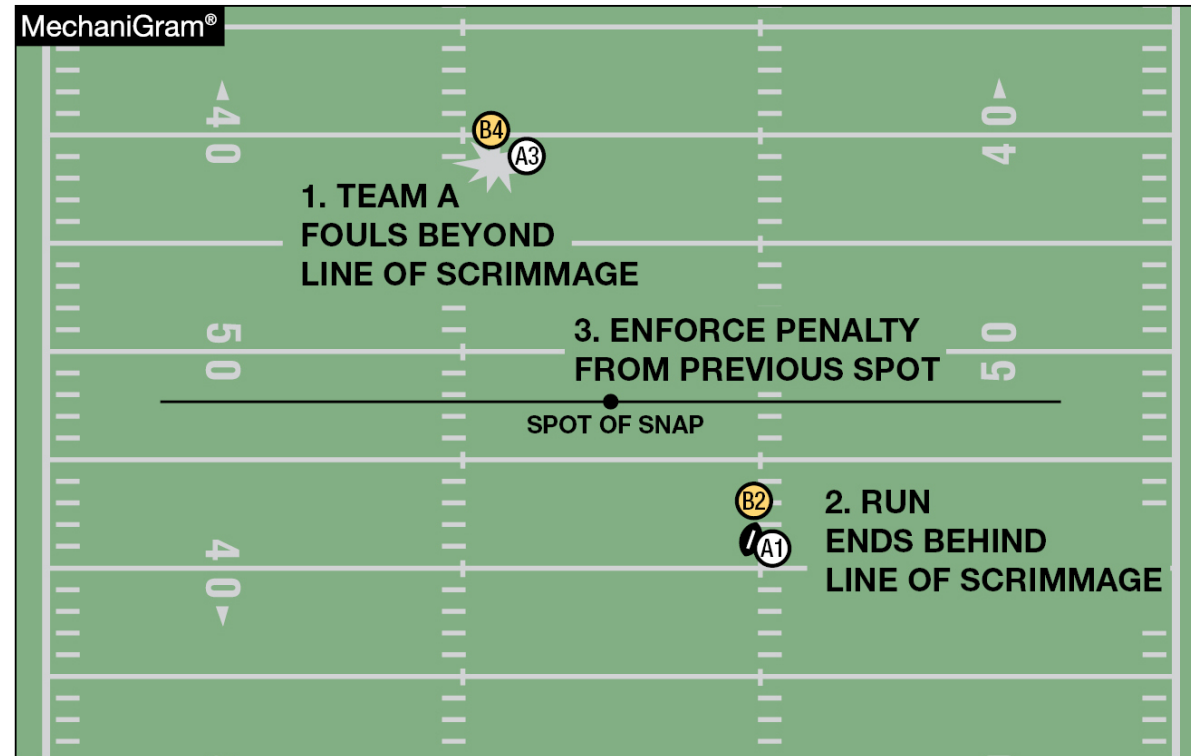 MechaniGram®
40
40
B4
A3
1. TEAM A
FOULS BEYOND
LINE OF SCRIMMAGE
50
50
3. ENFORCE PENALTY
FROM PREVIOUS SPOT
SPOT OF SNAP
B2
A1
2. RUN
ENDS BEHIND
LINE OF SCRIMMAGE
40